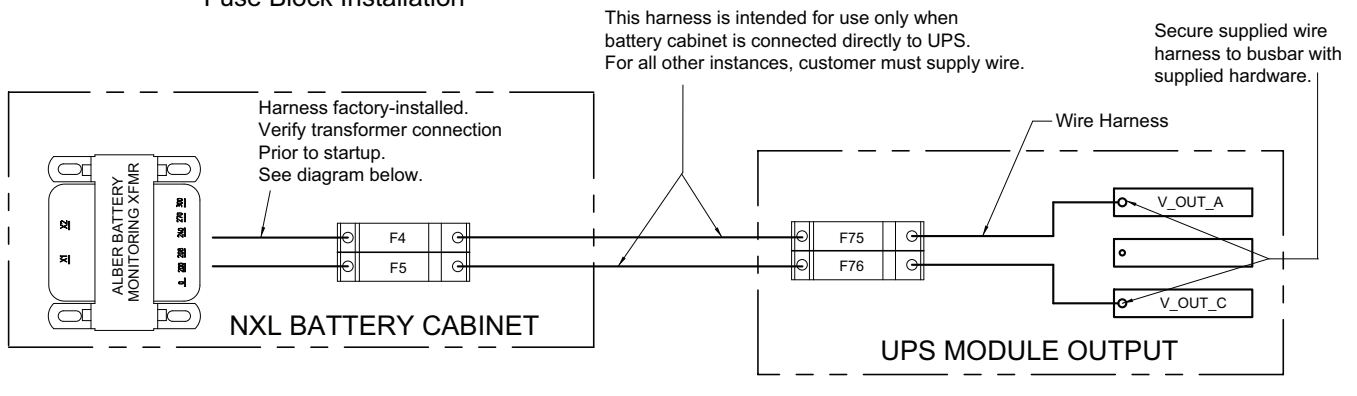 Fuse Block Installation
This harness is intended for use only when
battery cabinet is connected directly to UPS.
For all other instances, customer must supply wire.
Secure supplied wire
harness to busbar with
supplied hardware.
Harness factory-installed.
Verify transformer connection
Prior to startup.
See diagram below.
Wire Harness
ALBER BATTERY
MONITORING XFMR
X2
X1
F4
F5
F75
F76
V_OUT_A
V_OUT_C
NXL BATTERY CABINET
UPS MODULE OUTPUT